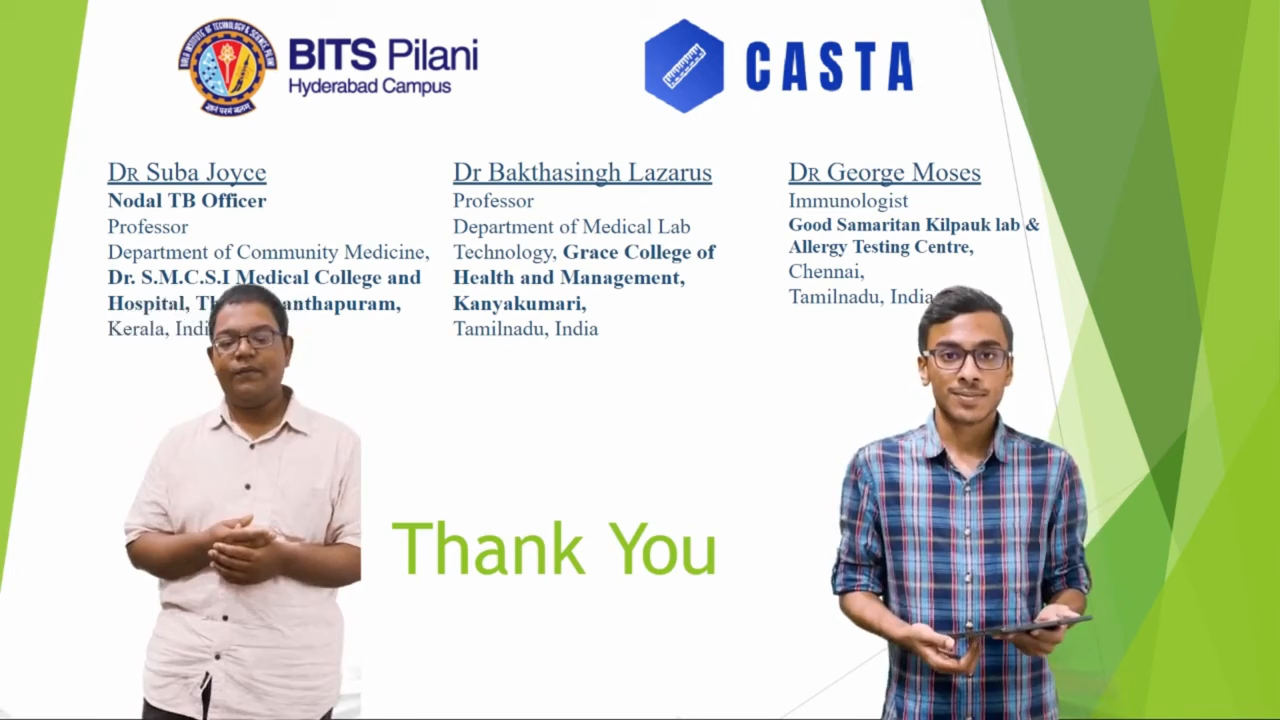 BITS Pilani
Hyderabad Campus
CASTA
DR Suba Joyce
Nodal TB Officer
Professor
Department of Community Medicine,
Dr. S.M.C.S.I Medical College and
Hospital,
Kerala,
Dr Bakthasingh Lazarus
Professor
Department of Medical Lab
Technology, Grace College of
Health and Management,
Kanyakumari,
Tamilnadu, India
DR George Moses
Immunologist
Good Samaritan Kilpauk lab &
Allergy Testing Centre,
Chennai,
Tamilnadu, India
Thank You